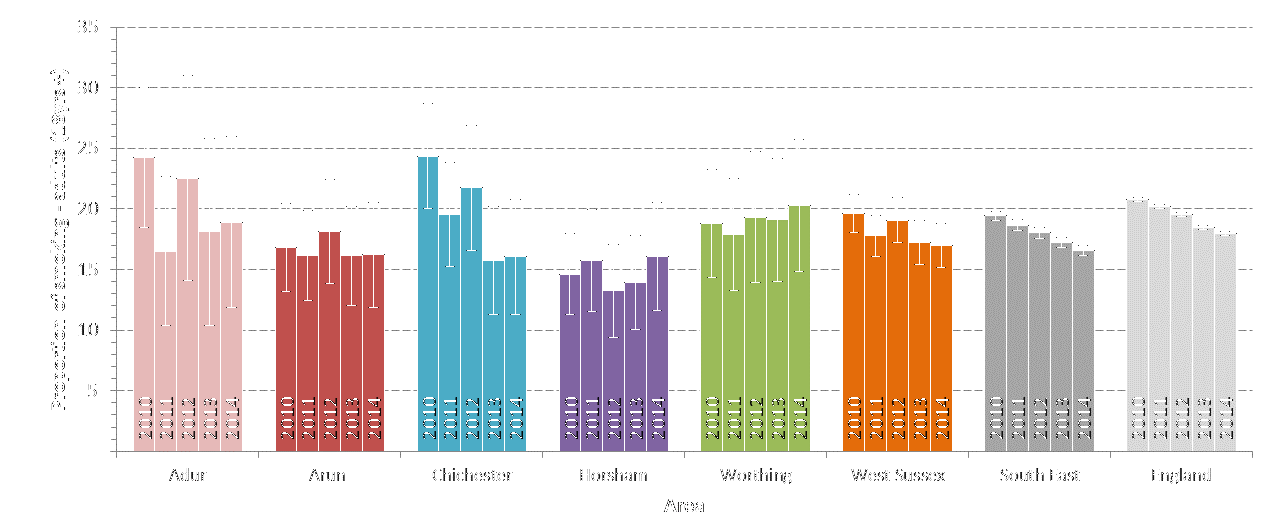 Proportion of smoking - adults (18yrs+)
35
30
25
20
15
10
5
2010 2011 2012 2013 2014
2010 2011 2012 2013 2014
2010 2011 2012 2013 2014
2010 2011 2012 2013 2014
2010 2011 2012 2013 2014
2010 2011 2012 2013 2014
2010 2011 2012 2013 2014
2010 2011 2012 2013 2014
Adur Arun Chichester Horsham Worthing West Sussex South East England
Area